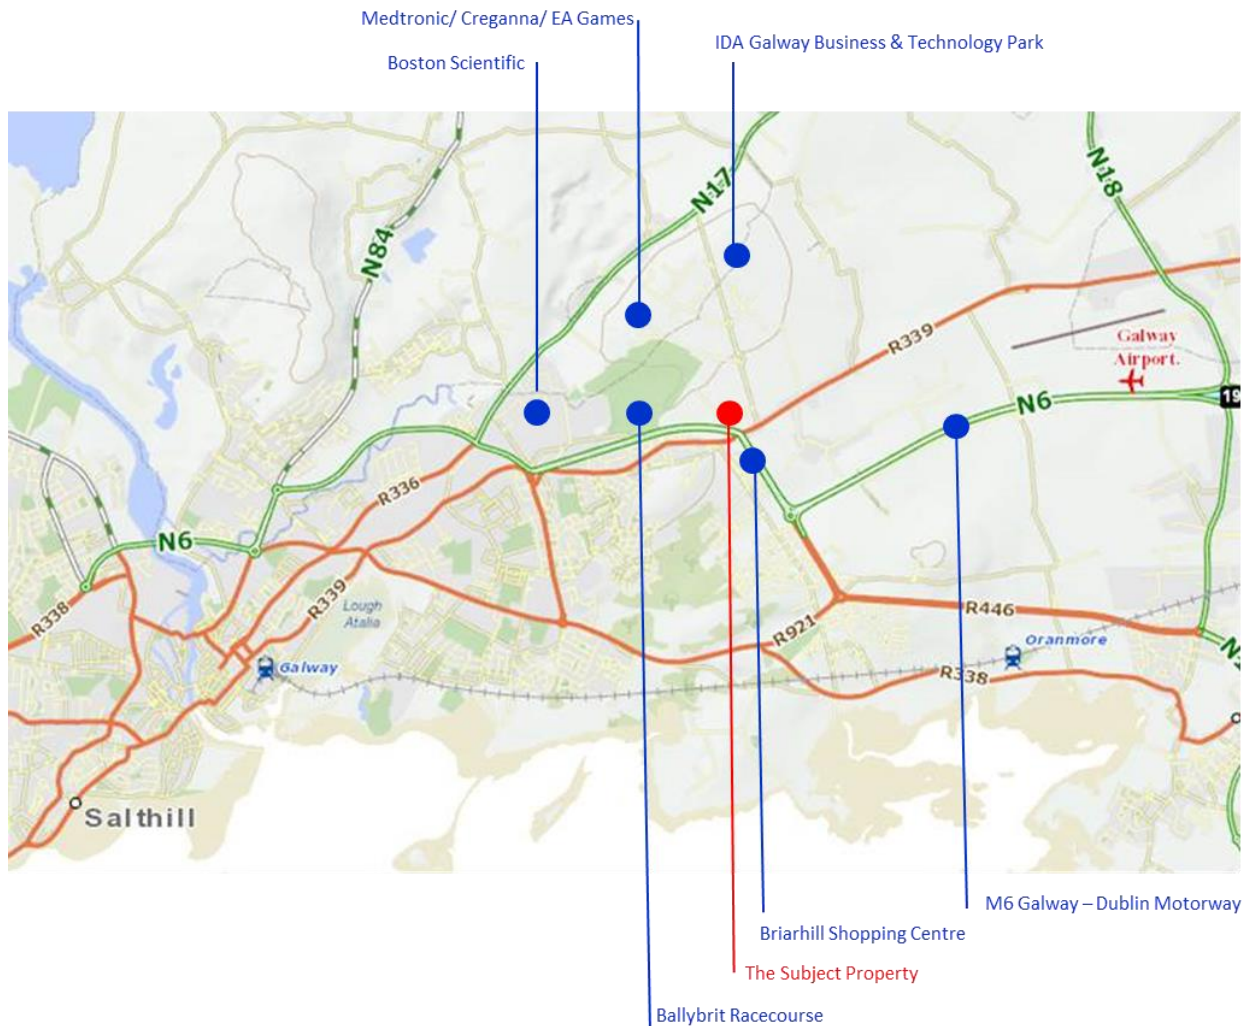 Medtronic/ Creganna/ EA Games
IDA Galway Business & Technology Park
Boston Scientific
N17
N18
N84
R339
Galway
Airport.
N6
19
R336
N6
R339
Lough
Atalia
R338
R446
R921
Oranmore
Galway
R338
Salthill
M6 Galway – Dublin Motorway
Briarhill Shopping Centre
The Subject Property
Ballybrit Racecourse